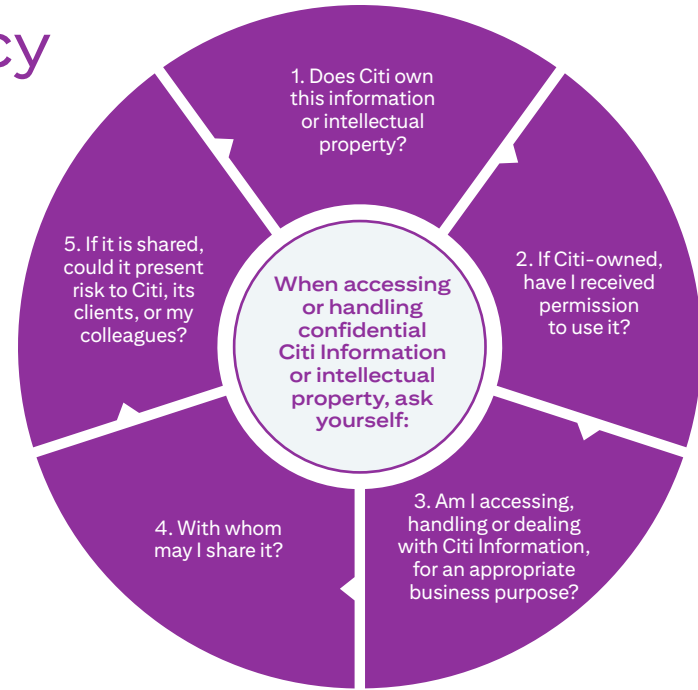 cy
1. Does Citi own
this information
or intellectual
property?
2. If Citi-owned,
have I received
permission
to use it?
3. Am I accessing,
handling or dealing
with Citi Information,
for an appropriate
business purpose?
4. With whom
may I share it?
5. If it is shared,
could it present
risk to Citi, its
clients, or my
colleagues?
When accessing
or handling
confidential
Citi Information
or intellectual
property, ask
yourself: